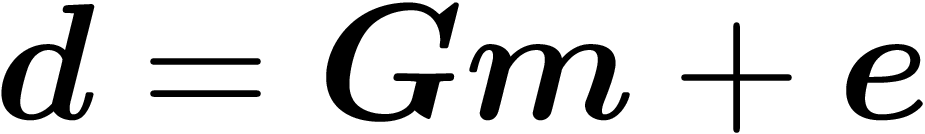 d = Gm + e